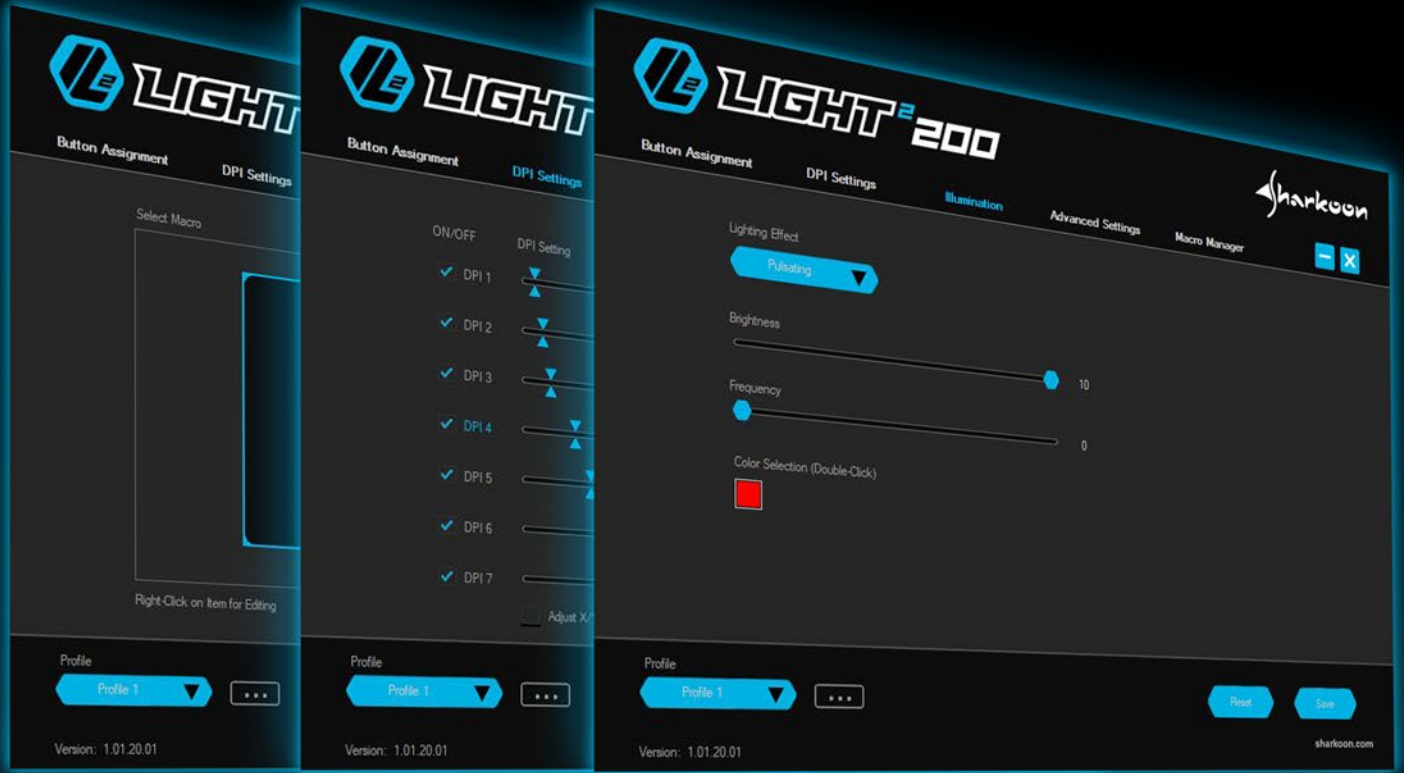 LIGHT
Button Assignment
DPI Settings
Select Macro
Right-Click on Item for Editing
Profile
Profile 1
...
Version: 1.01.20.01
LIGHT
Button Assignment
DPI Settings
ON/OFF
DPI Setting
DPI 1
DPI 2
DPI 3
DPI 4
DPI 5
DPI 6
DPI 7
Adjust X/
Profile
Profile 1
...
Version: 1.01.20.01
LIGHT² 200
Sharkoon
Button Assignment
DPI Settings
Illumination
Advanced Settings
Macro Manager
Lighting Effect
Pulsating
Brightness
10
Frequency
0
Color Selection (Double-Click)
Profile
Profile 1
...
Reset
Save
Version: 1.01.20.01
sharkoon.com